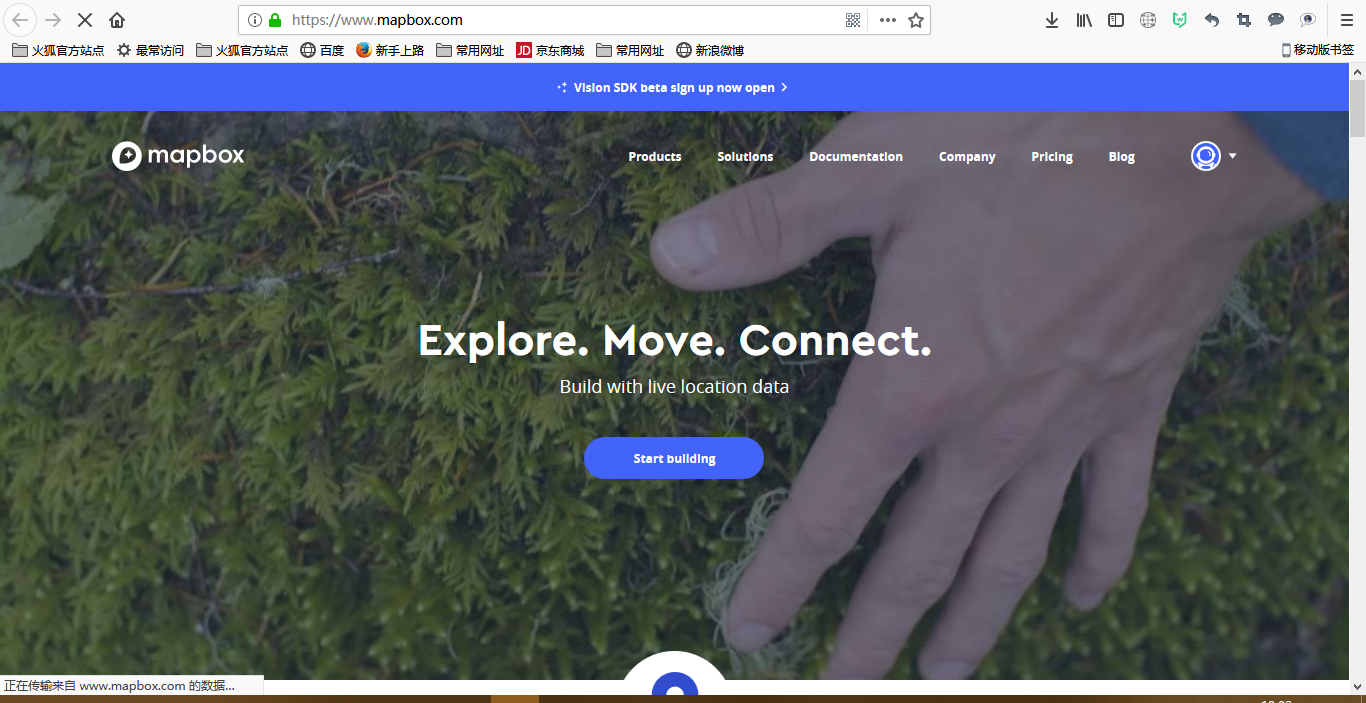 https://www.mapbox.com
火狐官方站点 最常访问 火狐官方站点 百度 新手上路 常用网址 JD 京东商城 常用网址 新浪微博 移动版书签
Vision SDK beta sign up now open
mapbox Products Solutions Documentation Company Pricing Blog
Explore. Move. Connect.
Build with live location data
Start building
正在传输来自 www.mapbox.com 的数据...